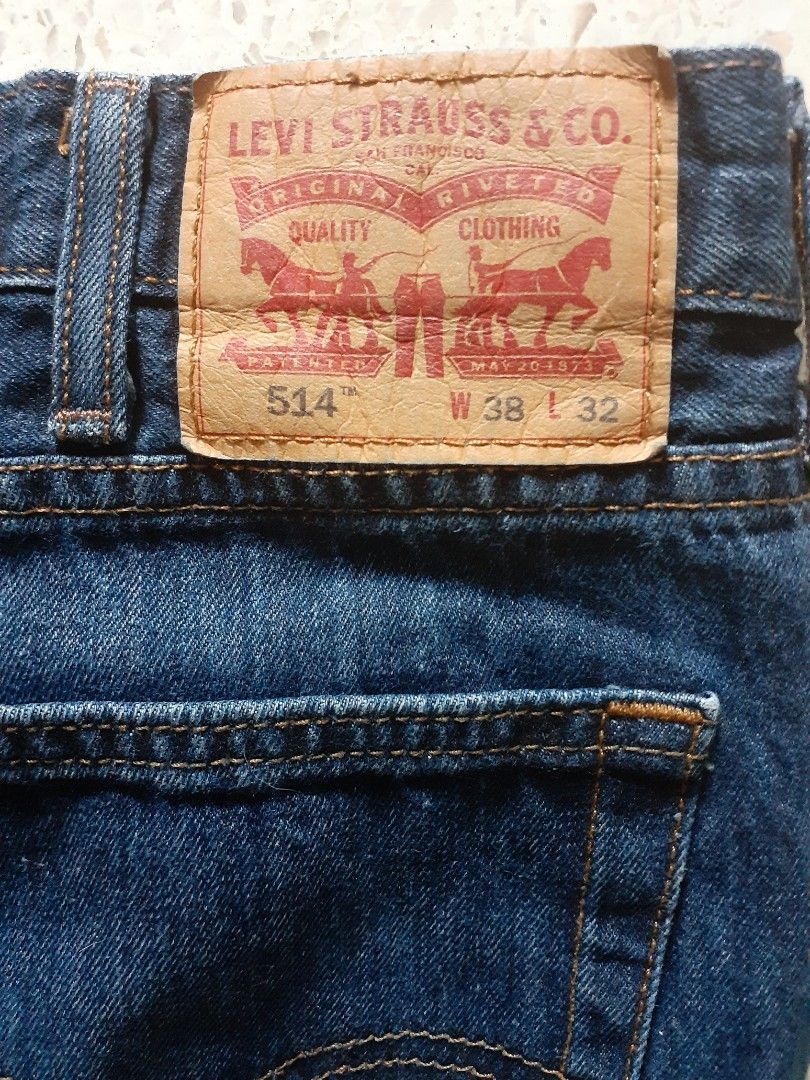 LEVI STRAUSS & CO.
SAN FRANCISCO
CAL.
ORIGINAL RIVETED
QUALITY CLOTHING
PATENTED MAY 20 1873
514™ W 38 L 32